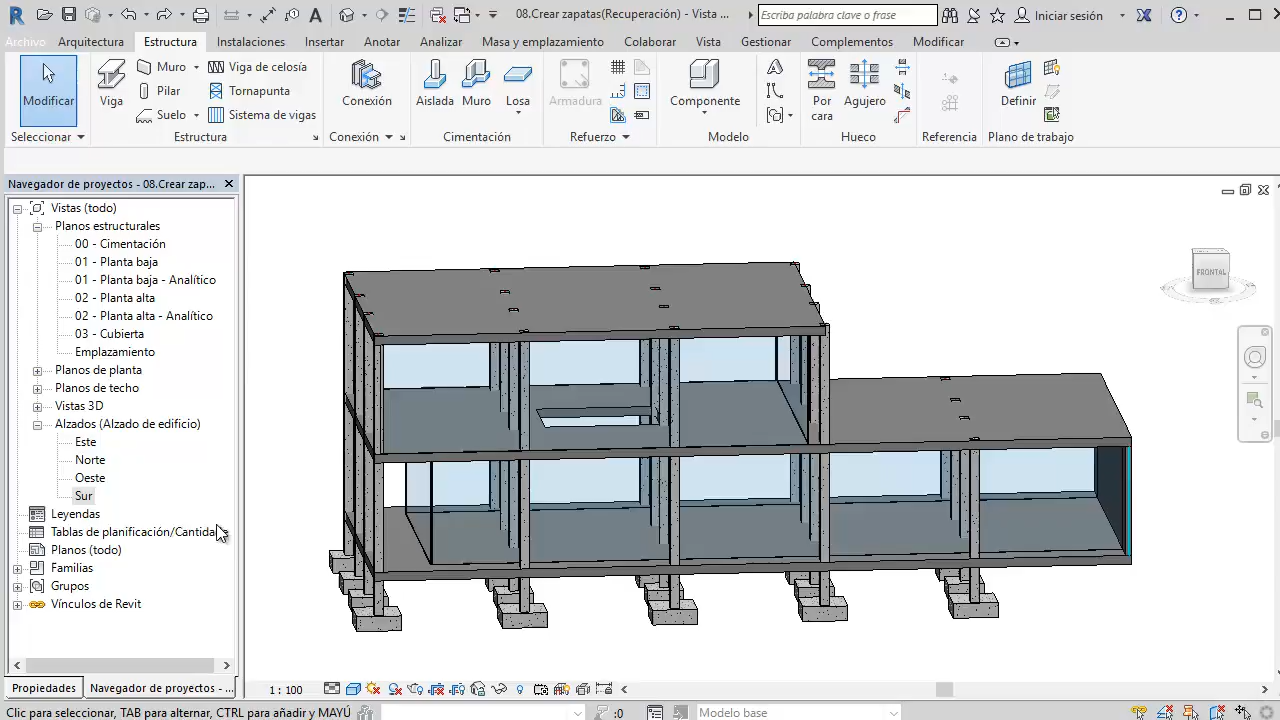 08.Crear zapatas(Recuperación) - Vista ...
Escriba palabra clave o frase
Iniciar sesión
Archivo
Arquitectura
Estructura
Instalaciones
Insertar
Anotar
Analizar
Masa y emplazamiento
Colaborar
Vista
Gestionar
Complementos
Modificar
Modificar
Viga
Muro
Pilar
Suelo
Viga de celosía
Tornapunta
Sistema de vigas
Conexión
Aislada
Muro
Losa
Armadura
Componente
Por cara
Agujero
Definir
Seleccionar
Estructura
Conexión
Cimentación
Refuerzo
Modelo
Hueco
Referencia
Plano de trabajo
Navegador de proyectos - 08.Crear zap...
Vistas (todo)
Planos estructurales
00 - Cimentación
01 - Planta baja
01 - Planta baja - Analítico
02 - Planta alta
02 - Planta alta - Analítico
03 - Cubierta
Emplazamiento
Planos de planta
Planos de techo
Vistas 3D
Alzados (Alzado de edificio)
Este
Norte
Oeste
Sur
Leyendas
Tablas de planificación/Cantidade
Planos (todo)
Familias
Grupos
Vínculos de Revit
FRONTAL
Propiedades
Navegador de proyectos - ...
1 : 100
Clic para seleccionar, TAB para alternar, CTRL para añadir y MAYÚ
:0
Modelo base